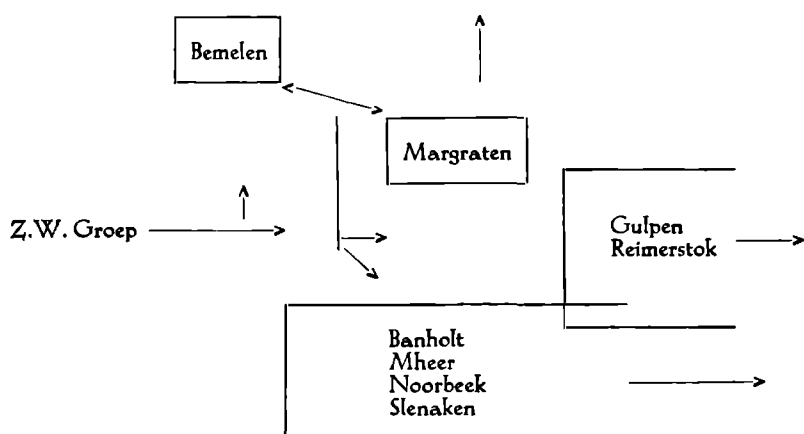 Bemelen
Margraten
Z.W. Groep
Gulpen
Reimerstok
Banholt
Mheer
Noorbeek
Slenaken